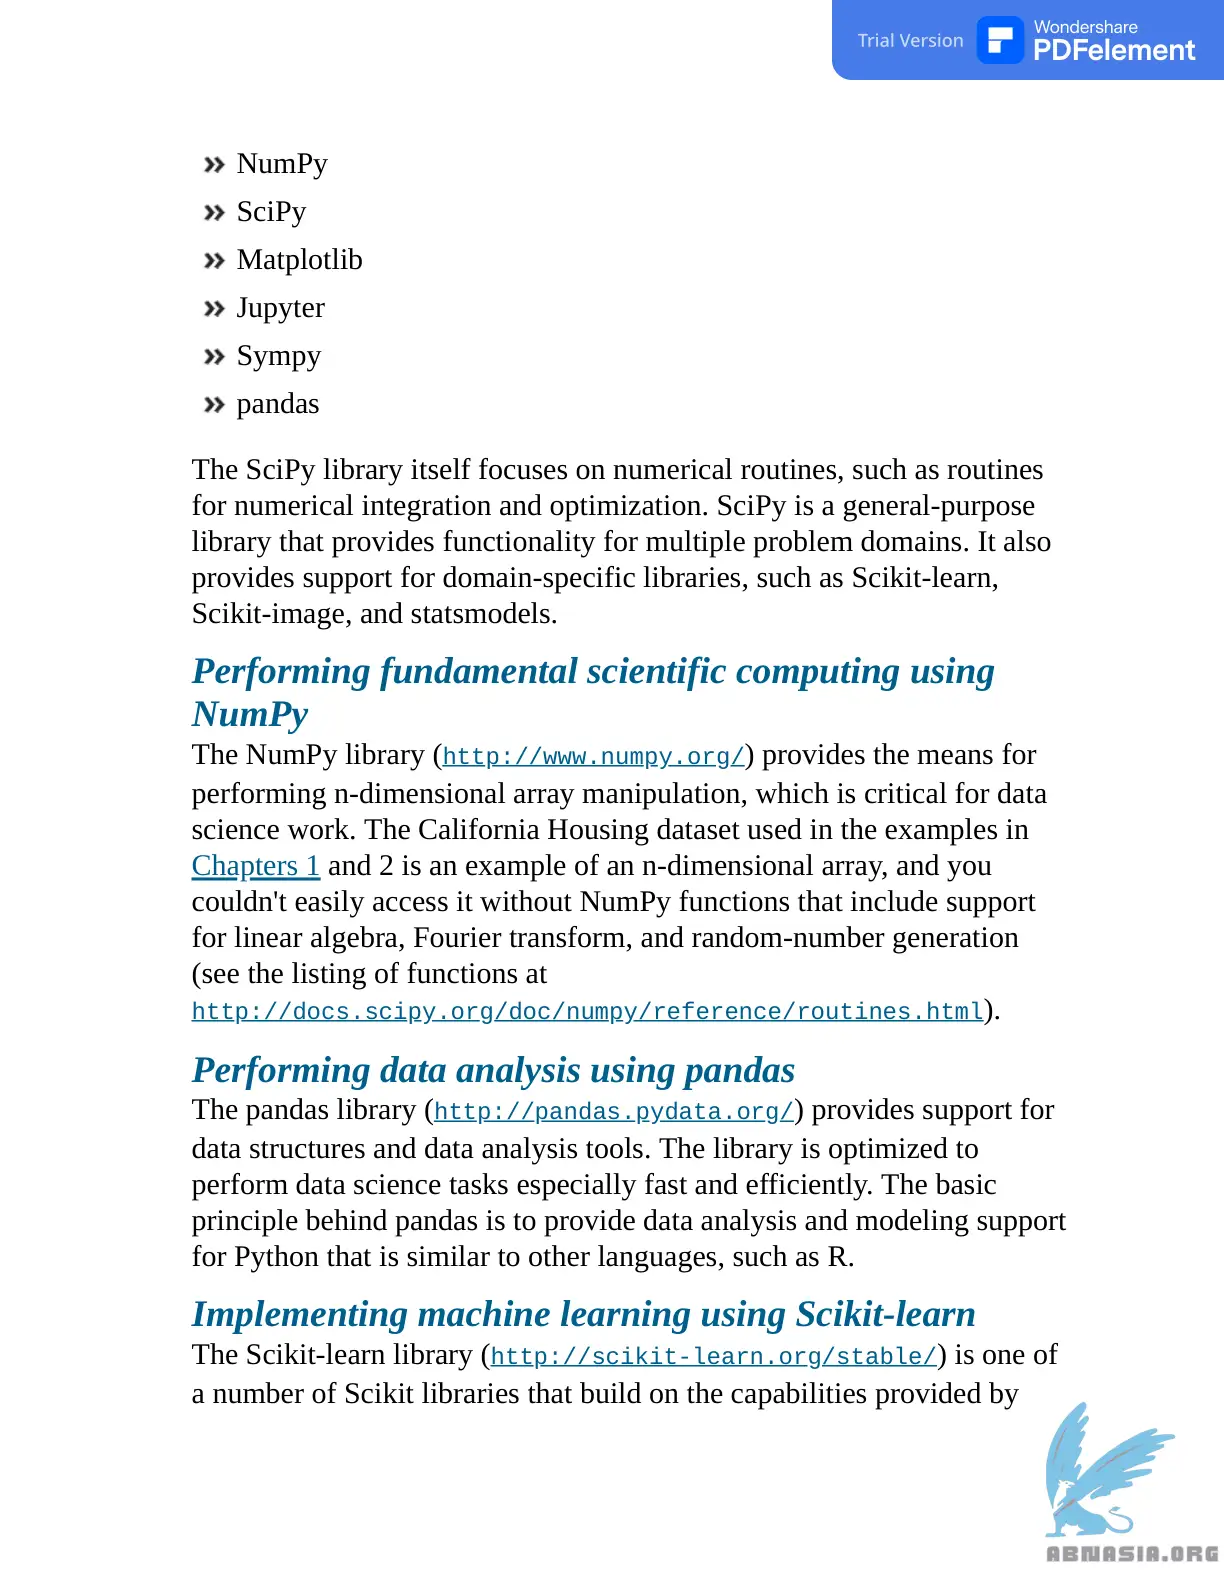 Trial Version
Wondershare
PDFelement
NumPy
SciPy
Matplotlib
Jupyter
Sympy
pandas
The SciPy library itself focuses on numerical routines, such as routines
for numerical integration and optimization. SciPy is a general-purpose
library that provides functionality for multiple problem domains. It also
provides support for domain-specific libraries, such as Scikit-learn,
Scikit-image, and statsmodels.
Performing fundamental scientific computing using
NumPy
The NumPy library (http://www.numpy.org/) provides the means for
performing n-dimensional array manipulation, which is critical for data
science work. The California Housing dataset used in the examples in
Chapters 1 and 2 is an example of an n-dimensional array, and you
couldn't easily access it without NumPy functions that include support
for linear algebra, Fourier transform, and random-number generation
(see the listing of functions at
http://docs.scipy.org/doc/numpy/reference/routines.html).
Performing data analysis using pandas
The pandas library (http://pandas.pydata.org/) provides support for
data structures and data analysis tools. The library is optimized to
perform data science tasks especially fast and efficiently. The basic
principle behind pandas is to provide data analysis and modeling support
for Python that is similar to other languages, such as R.
Implementing machine learning using Scikit-learn
The Scikit-learn library (http://scikit-learn.org/stable/) is one of
a number of Scikit libraries that build on the capabilities provided by
ABNASIA.ORG